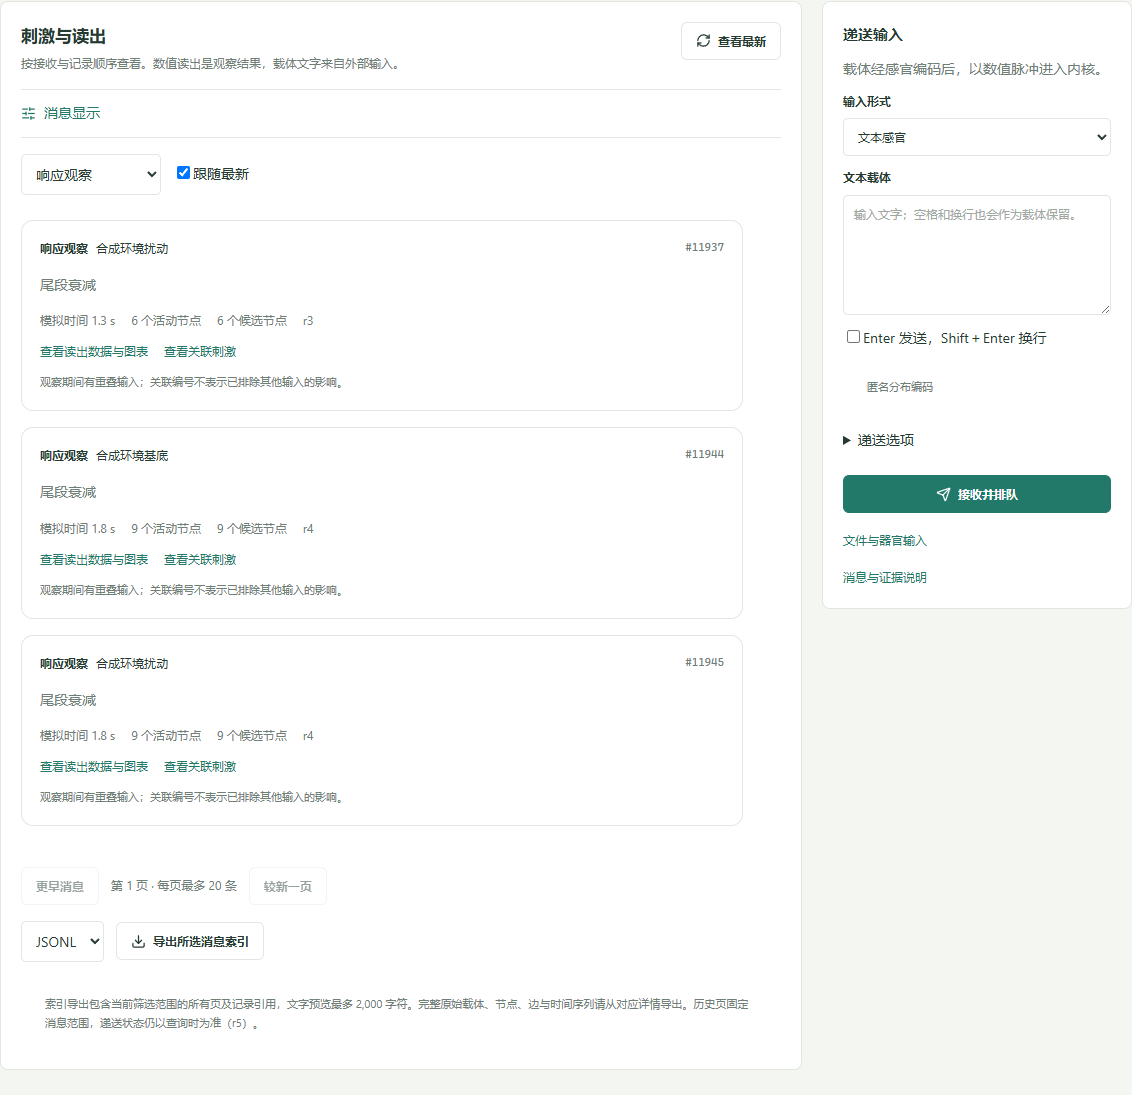 刺激与读出
查看最新
按接收与记录顺序查看。数值读出是观察结果，载体文字来自外部输入。
消息显示
响应观察
跟随最新
响应观察 合成环境扰动
#11937
尾段衰减
模拟时间 1.3 s 6 个活动节点 6 个候选节点 r3
查看读出数据与图表 查看关联刺激
观察期间有重叠输入；关联编号不表示已排除其他输入的影响。
响应观察 合成环境基底
#11944
尾段衰减
模拟时间 1.8 s 9 个活动节点 9 个候选节点 r4
查看读出数据与图表 查看关联刺激
观察期间有重叠输入；关联编号不表示已排除其他输入的影响。
响应观察 合成环境扰动
#11945
尾段衰减
模拟时间 1.8 s 9 个活动节点 9 个候选节点 r4
查看读出数据与图表 查看关联刺激
观察期间有重叠输入；关联编号不表示已排除其他输入的影响。
更早消息 第 1 页 · 每页最多 20 条 较新一页
JSONL 导出所选消息索引
索引导出包含当前筛选范围的所有页及记录引用，文字预览最多 2,000 字符。完整原始载体、节点、边与时间序列请从对应详情导出。历史页固定
消息范围，递送状态仍以查询时为准（r5）。
递送输入
载体经感官编码后，以数值脉冲进入内核。
输入形式
文本感官
文本载体
输入文字；空格和换行也会作为载体保留。
Enter 发送，Shift + Enter 换行
匿名分布编码
递送选项
接收并排队
文件与器官输入
消息与证据说明